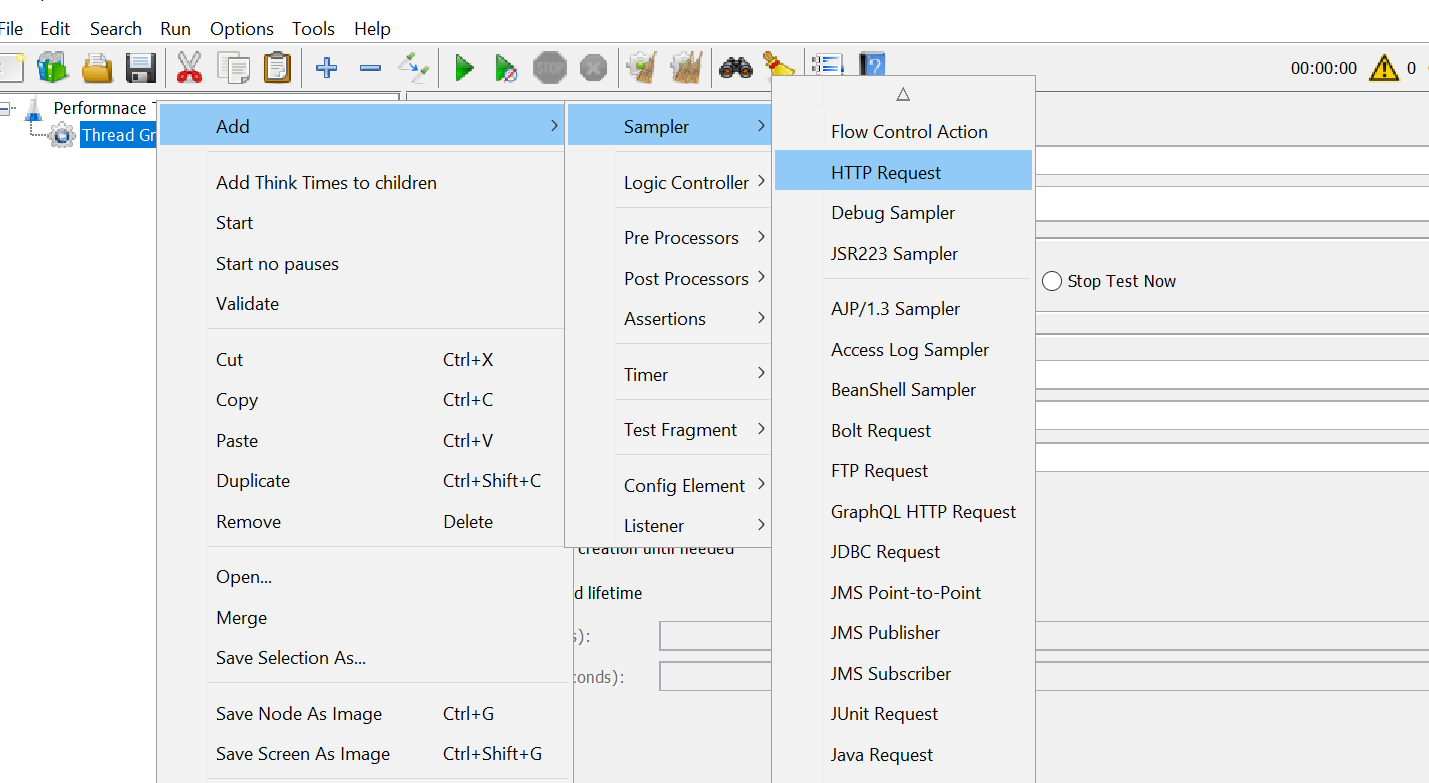 File Edit Search Run Options Tools Help
STOP
00:00:00 0
Performnace
Thread
Add
Add Think Times to children
Start
Start no pauses
Validate
Cut Ctrl+X
Copy Ctrl+C
Paste Ctrl+V
Duplicate Ctrl+Shift+C
Remove Delete
Open...
Merge
Save Selection As...
Save Node As Image Ctrl+G
Save Screen As Image Ctrl+Shift+G
Sampler
Logic Controller
Pre Processors
Post Processors
Assertions
Timer
Test Fragment
Config Element
Listener
creation until needed
lifetime
Flow Control Action
HTTP Request
Debug Sampler
JSR223 Sampler
AJP/1.3 Sampler
Access Log Sampler
BeanShell Sampler
Bolt Request
FTP Request
GraphQL HTTP Request
JDBC Request
JMS Point-to-Point
JMS Publisher
JMS Subscriber
JUnit Request
Java Request
Stop Test Now